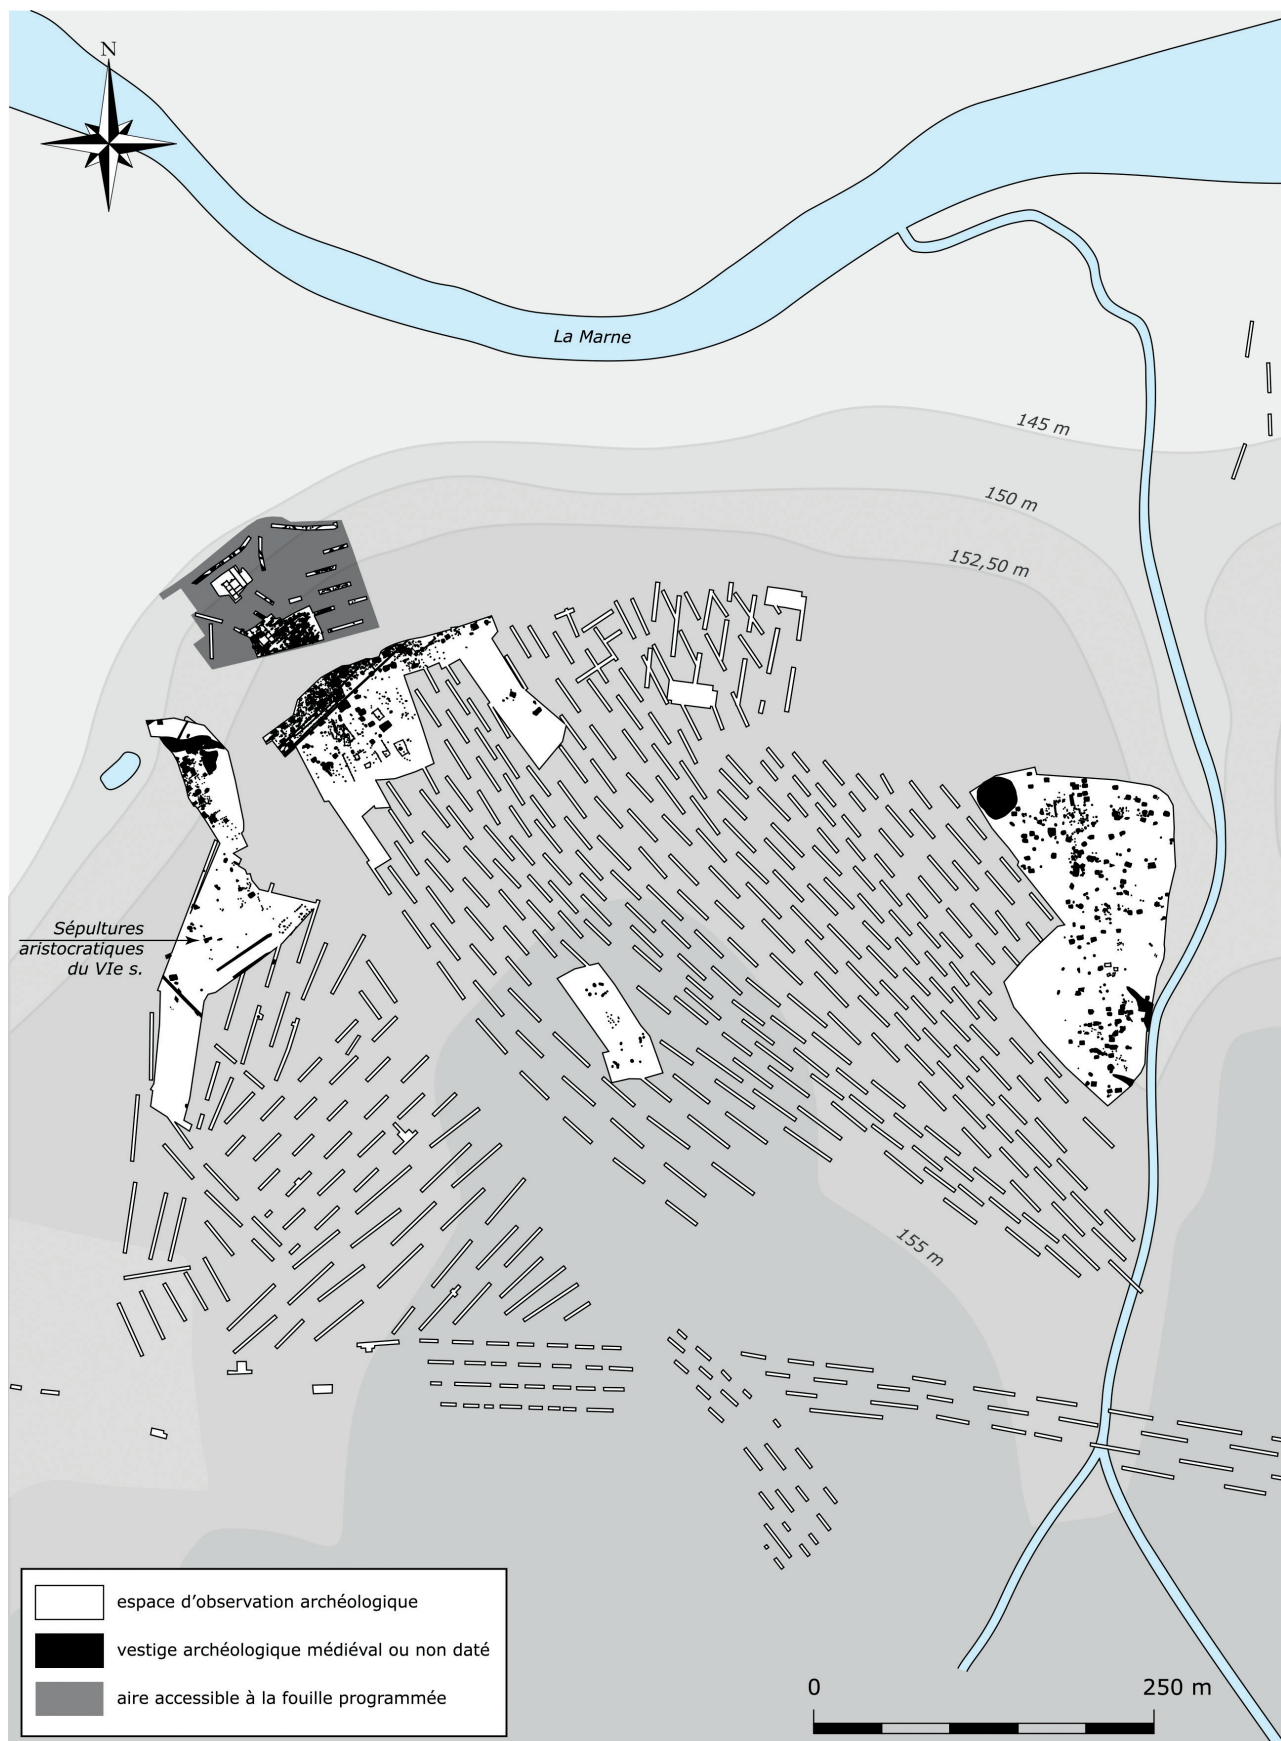 N
La Marne
145 m
150 m
152,50 m
Sépultures
aristocratiques
du VIe s.
155 m
espace d'observation archéologique
vestige archéologique médiéval ou non daté
aire accessible à la fouille programmée
0
250 m